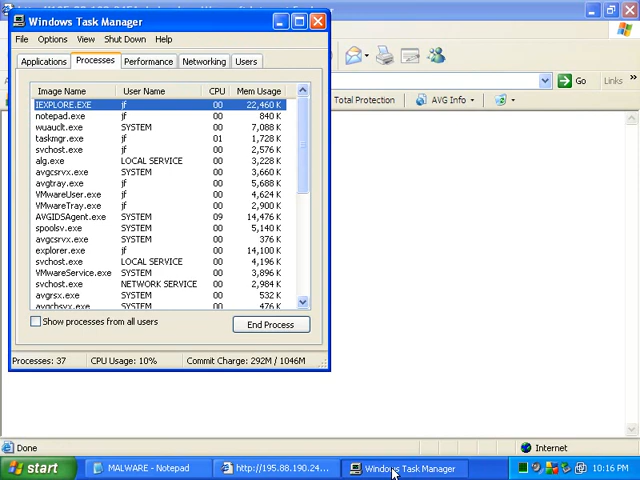 Windows Task Manager
File Options View Shut Down Help
Applications Processes Performance Networking Users
Go Links »
Total Protection AVG Info
Image Name User Name CPU Mem Usage
IEXPLORE.EXE jf 00 22,460 K
notepad.exe jf 00 840 K
wuauclt.exe SYSTEM 00 7,088 K
taskmgr.exe jf 01 1,728 K
svchost.exe jf 00 2,576 K
alg.exe LOCAL SERVICE 00 3,228 K
avgcsrvx.exe SYSTEM 00 3,660 K
avgtray.exe jf 00 5,688 K
VMwareUser.exe jf 00 4,624 K
VMwareTray.exe jf 00 2,900 K
AVGIDSAgent.exe SYSTEM 09 14,476 K
spoolsv.exe SYSTEM 00 5,140 K
avgcsrvx.exe SYSTEM 00 376 K
explorer.exe jf 00 14,100 K
svchost.exe LOCAL SERVICE 00 4,196 K
VMwareService.exe SYSTEM 00 3,896 K
svchost.exe NETWORK SERVICE 00 2,984 K
avgrsx.exe SYSTEM 00 532 K
avgchsvx.exe SYSTEM 00 476 K
Show processes from all users
End Process
Processes: 37 CPU Usage: 10% Commit Charge: 292M / 1046M
Done Internet
start MALWARE - Notepad http://195.88.190.24... Windows Task Manager 10:16 PM